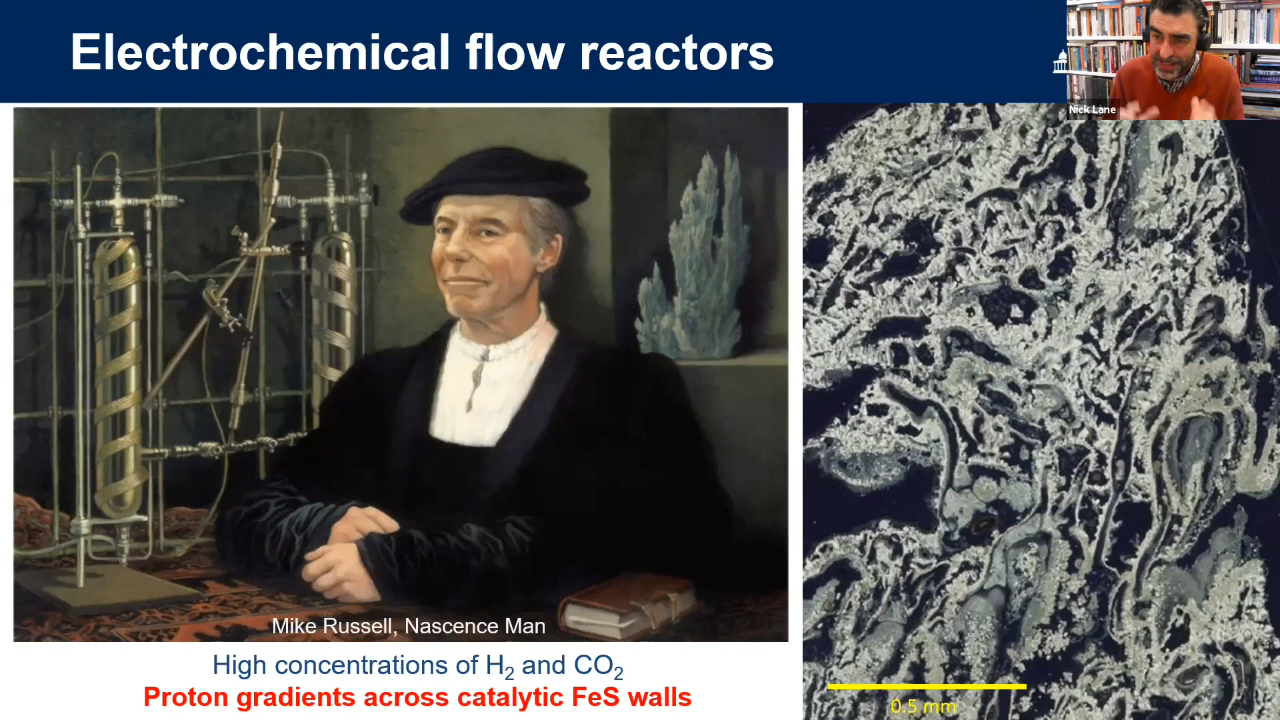 Electrochemical flow reactors
Nick Lane
Mike Russell, Nascence Man
High concentrations of H₂ and CO₂
Proton gradients across catalytic FeS walls
0.5 mm